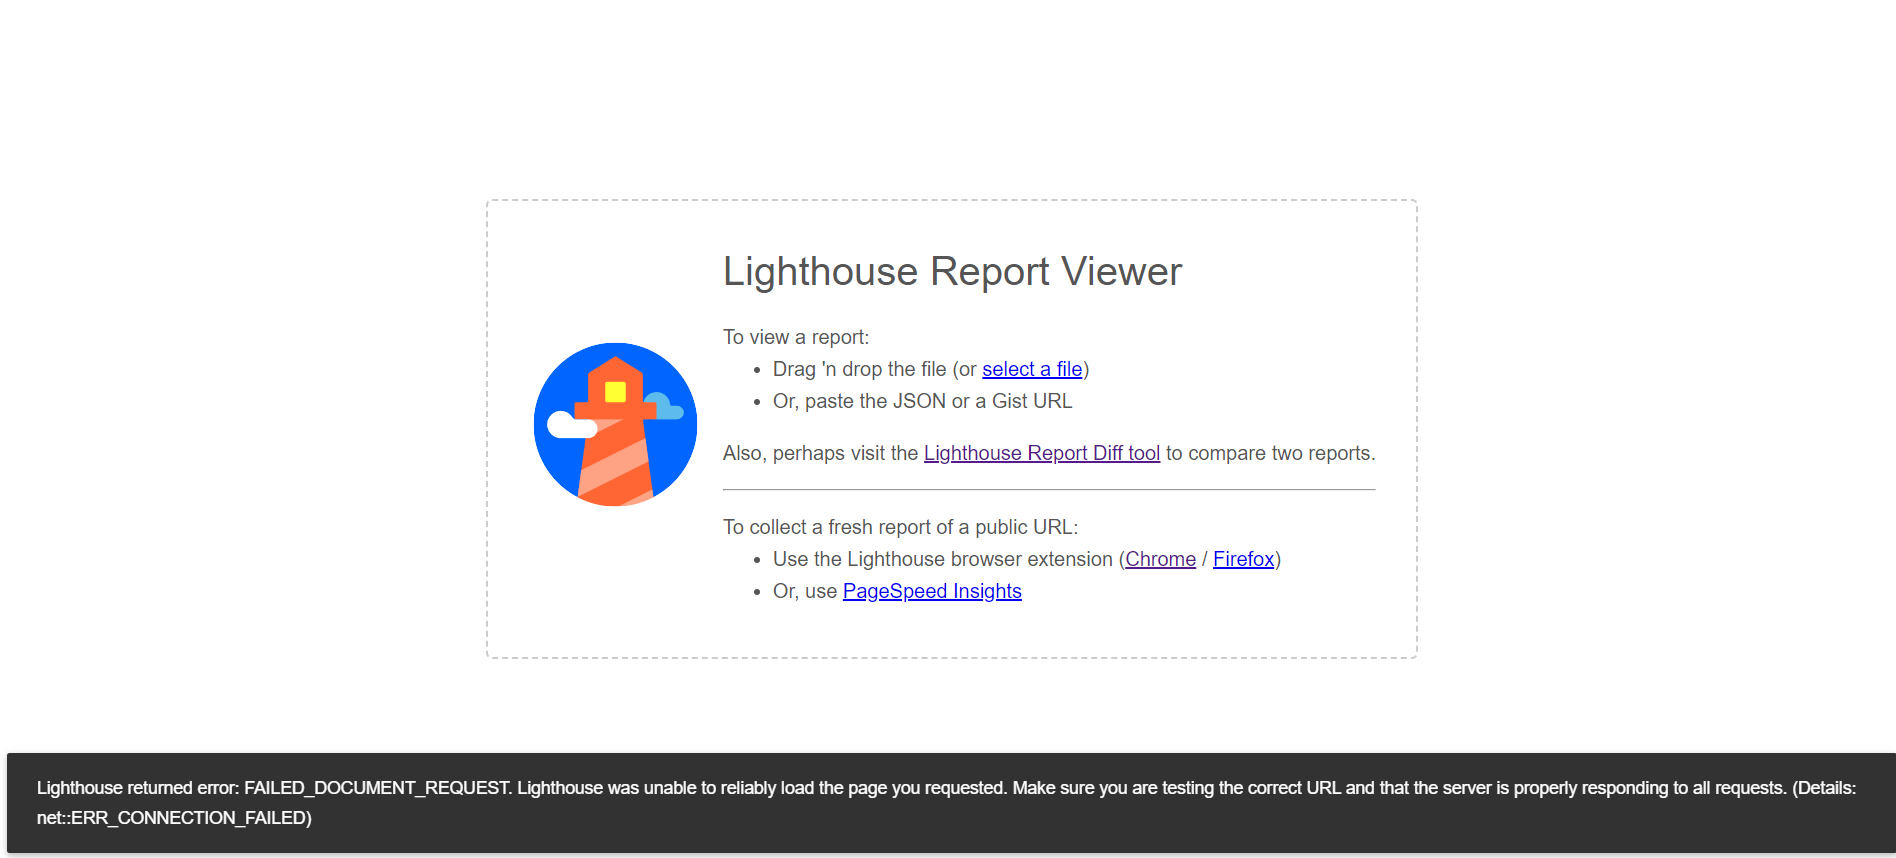 Lighthouse Report Viewer
To view a report:
• Drag 'n drop the file (or select a file)
• Or, paste the JSON or a Gist URL
Also, perhaps visit the Lighthouse Report Diff tool to compare two reports.
To collect a fresh report of a public URL:
• Use the Lighthouse browser extension (Chrome / Firefox)
• Or, use PageSpeed Insights
Lighthouse returned error: FAILED_DOCUMENT_REQUEST. Lighthouse was unable to reliably load the page you requested. Make sure you are testing the correct URL and that the server is properly responding to all requests. (Details:
net::ERR_CONNECTION_FAILED)